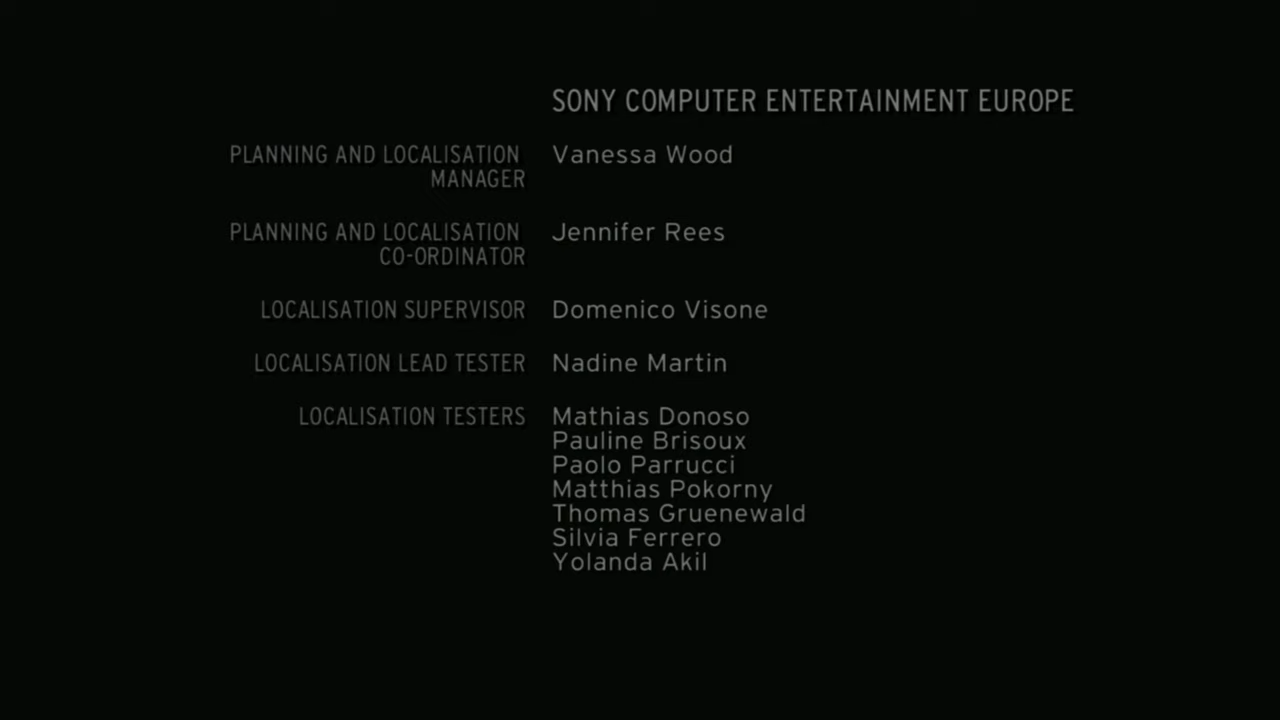 SONY COMPUTER ENTERTAINMENT EUROPE
PLANNING AND LOCALISATION MANAGER Vanessa Wood
PLANNING AND LOCALISATION CO-ORDINATOR Jennifer Rees
LOCALISATION SUPERVISOR Domenico Visone
LOCALISATION LEAD TESTER Nadine Martin
LOCALISATION TESTERS Mathias Donoso
Pauline Brisoux
Paolo Parrucci
Matthias Pokorny
Thomas Gruenewald
Silvia Ferrero
Yolanda Akil